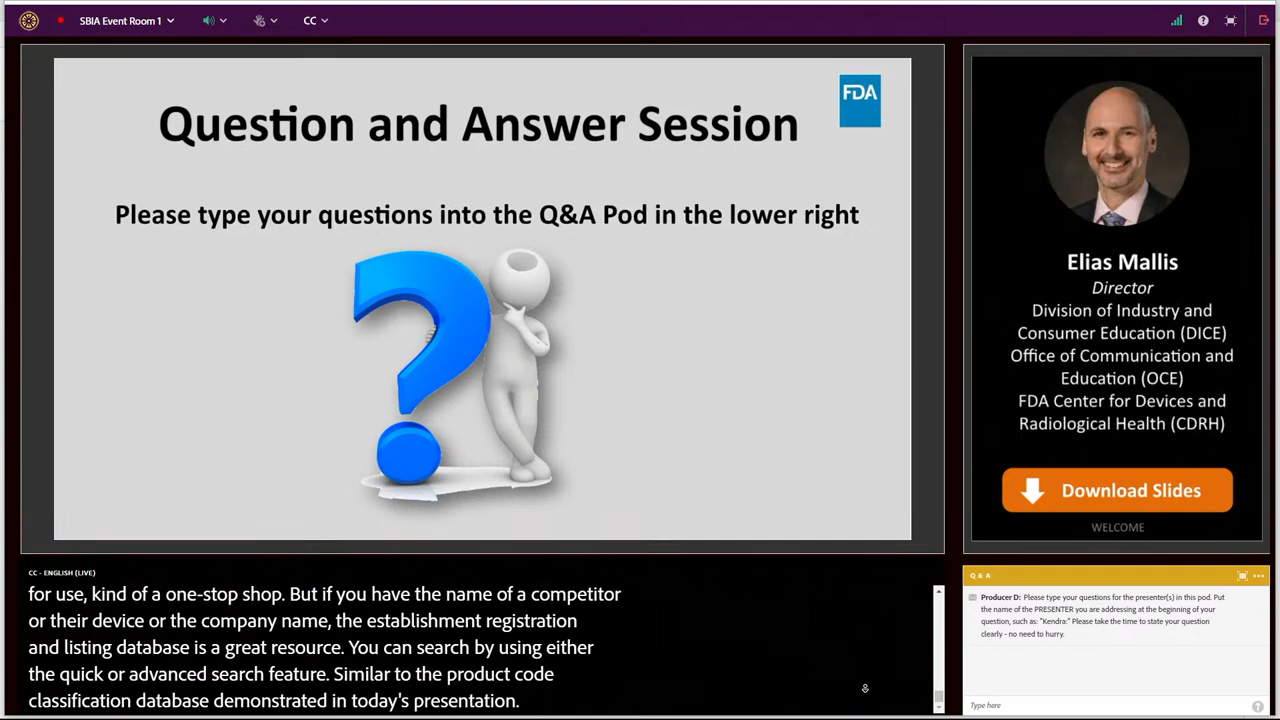 SBIA Event Room 1
CC
FDA
Question and Answer Session
Please type your questions into the Q&A Pod in the lower right
Elias Mallis
Director
Division of Industry and
Consumer Education (DICE)
Office of Communication and
Education (OCE)
FDA Center for Devices and
Radiological Health (CDRH)
Download Slides
WELCOME
CC - ENGLISH (LIVE)
for use, kind of a one-stop shop. But if you have the name of a competitor
or their device or the company name, the establishment registration
and listing database is a great resource. You can search by using either
the quick or advanced search feature. Similar to the product code
classification database demonstrated in today's presentation.
Q & A
Producer D: Please type your questions for the presenter(s) in this pod. Put
the name of the PRESENTER you are addressing at the beginning of your
question, such as: "Kendra:" Please take the time to state your question
clearly - no need to hurry.
Type here